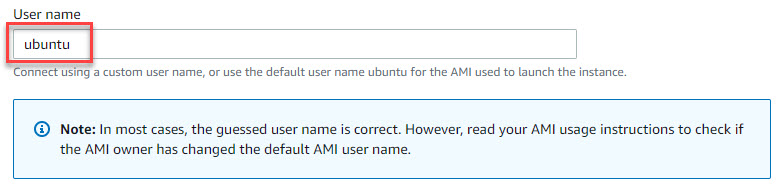 User name
ubuntu
Connect using a custom user name, or use the default user name ubuntu for the AMI used to launch the instance.
Note: In most cases, the guessed user name is correct. However, read your AMI usage instructions to check if
the AMI owner has changed the default AMI user name.